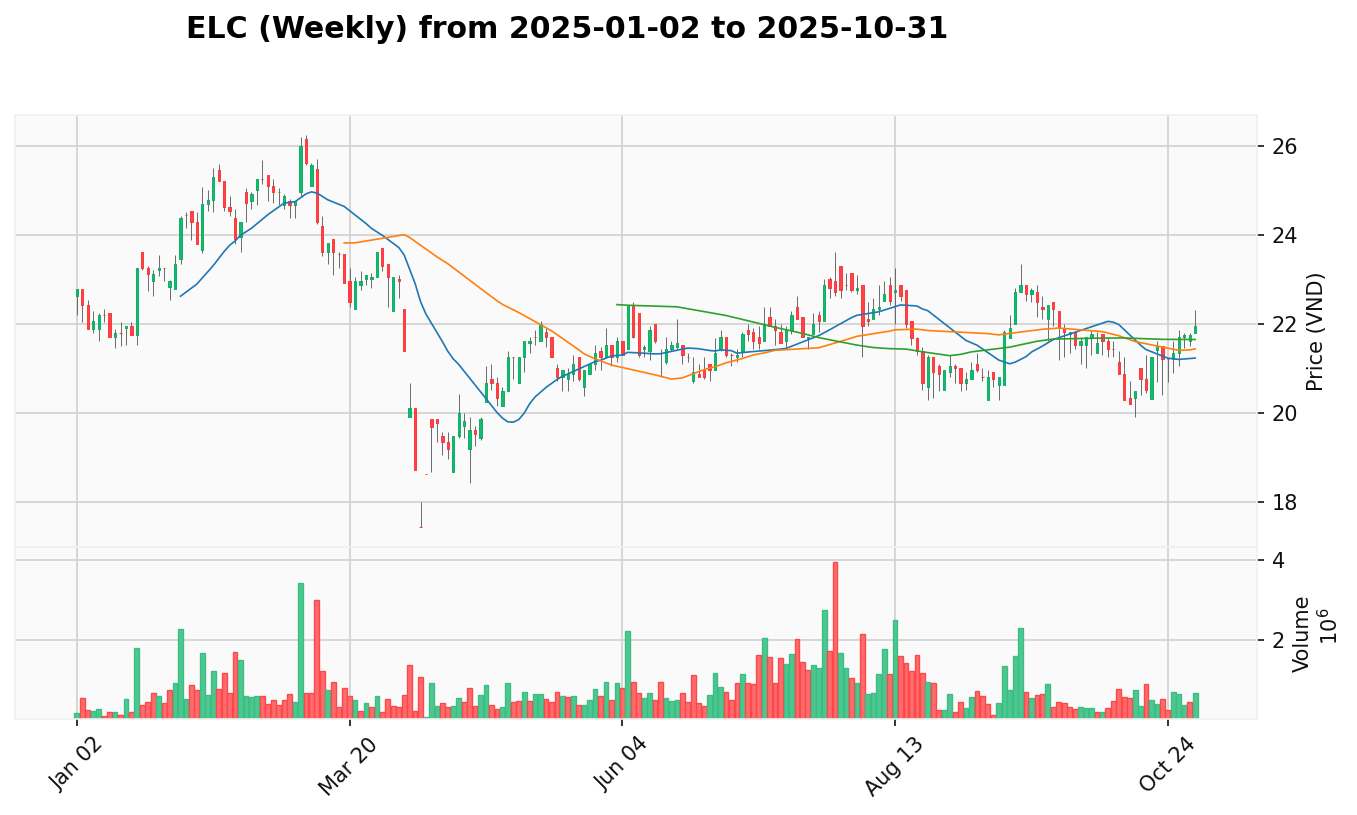 ELC (Weekly) from 2025-01-02 to 2025-10-31
26
24
22
20
18
Price (VND)
4
2
Volume
10^6
Jan 02
Mar 20
Jun 04
Aug 13
Oct 24